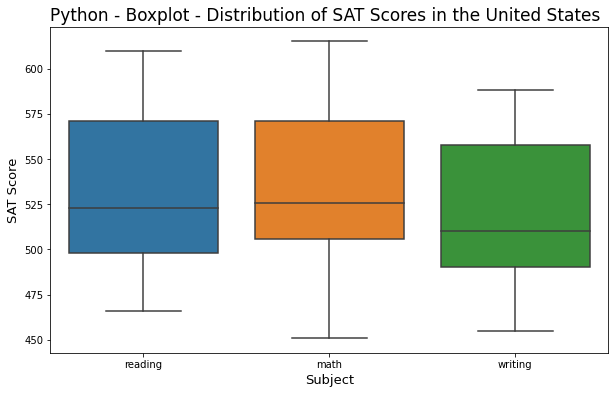 Python - Boxplot - Distribution of SAT Scores in the United States
SAT Score
600
575
550
525
500
475
450
reading math writing
Subject